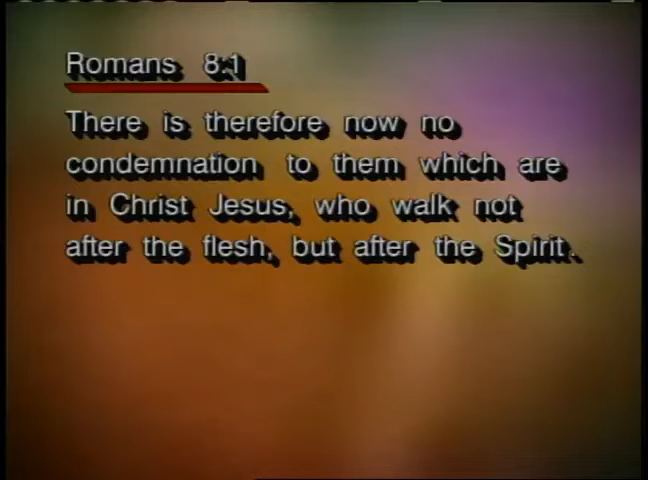 Romans 8:1
There is therefore now no
condemnation to them which are
in Christ Jesus, who walk not
after the flesh, but after the Spirit.